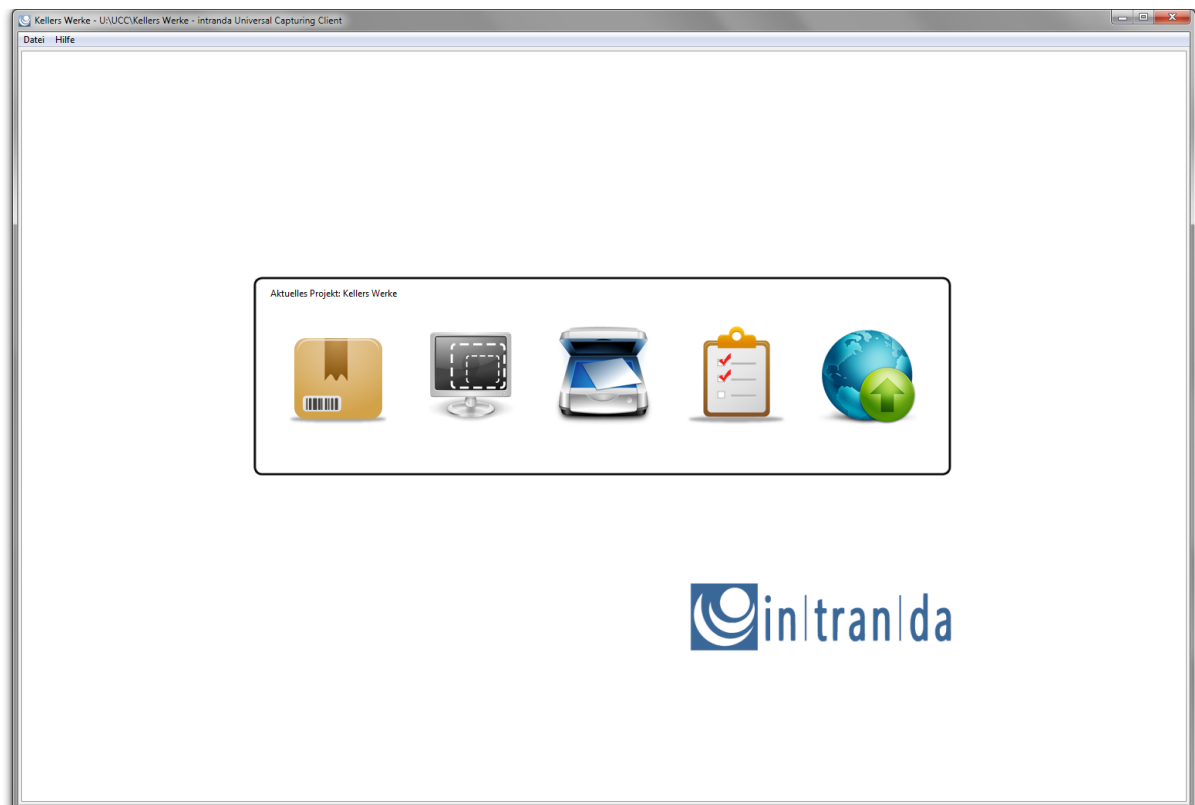 Kellers Werke - U:\UCC\Kellers Werke - intranda Universal Capturing Client
Datei Hilfe
Aktuelles Projekt: Kellers Werke
in|tran|da